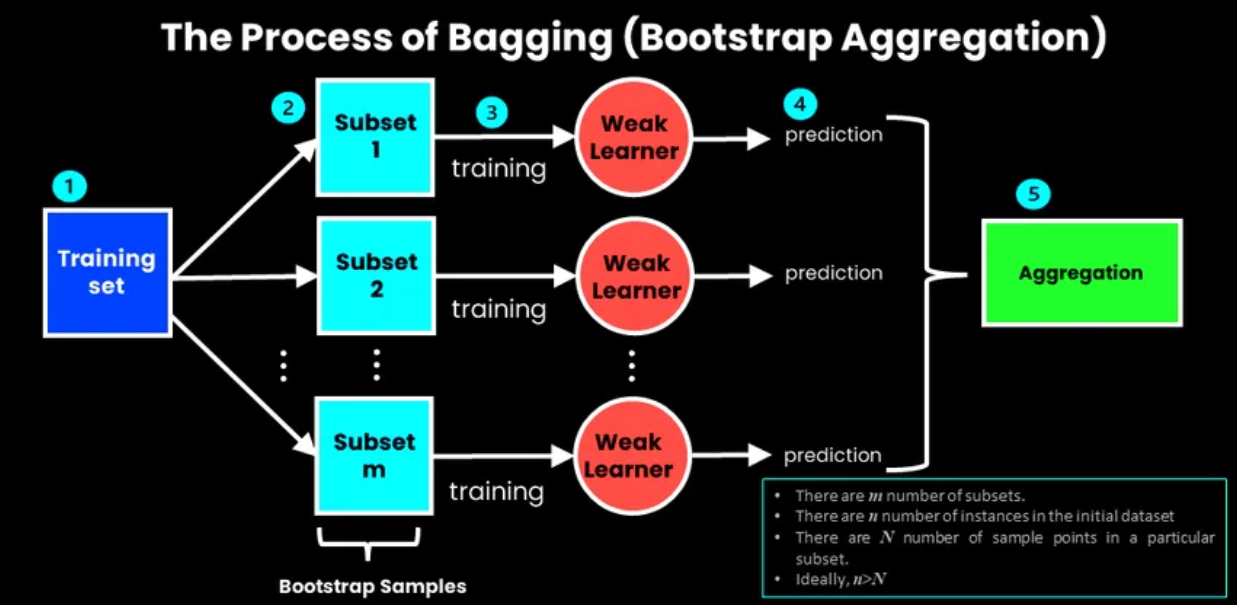 The Process of Bagging (Bootstrap Aggregation)
1
Training
set
2
Subset
1
3
training
Weak
Learner
4
prediction
Subset
2
training
Weak
Learner
prediction
Subset
m
training
Weak
Learner
prediction
5
Aggregation
Bootstrap Samples
• There are m number of subsets.
• There are n number of instances in the initial dataset
• There are N number of sample points in a particular
subset.
• Ideally, n>N